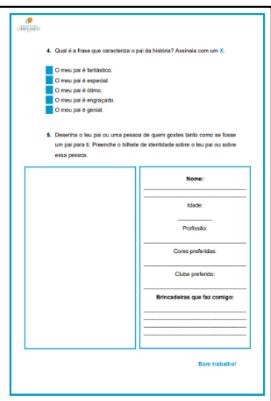 4. Qual é a frase que caracteriza o pai da história? Assinala com um X.
O meu pai é fantástico.
O meu pai é especial.
O meu pai é ótimo.
O meu pai é engraçado.
O meu pai é genial.
5. Desenha o teu pai ou uma pessoa de quem gostes tanto como se fosse
um pai para ti. Preenche o bilhete de identidade sobre o teu pai ou sobre
essa pessoa.
Nome:
Idade:
Profissão:
Cores preferidas:
Clube preferido:
Brincadeiras que faz comigo:
Bom trabalho!